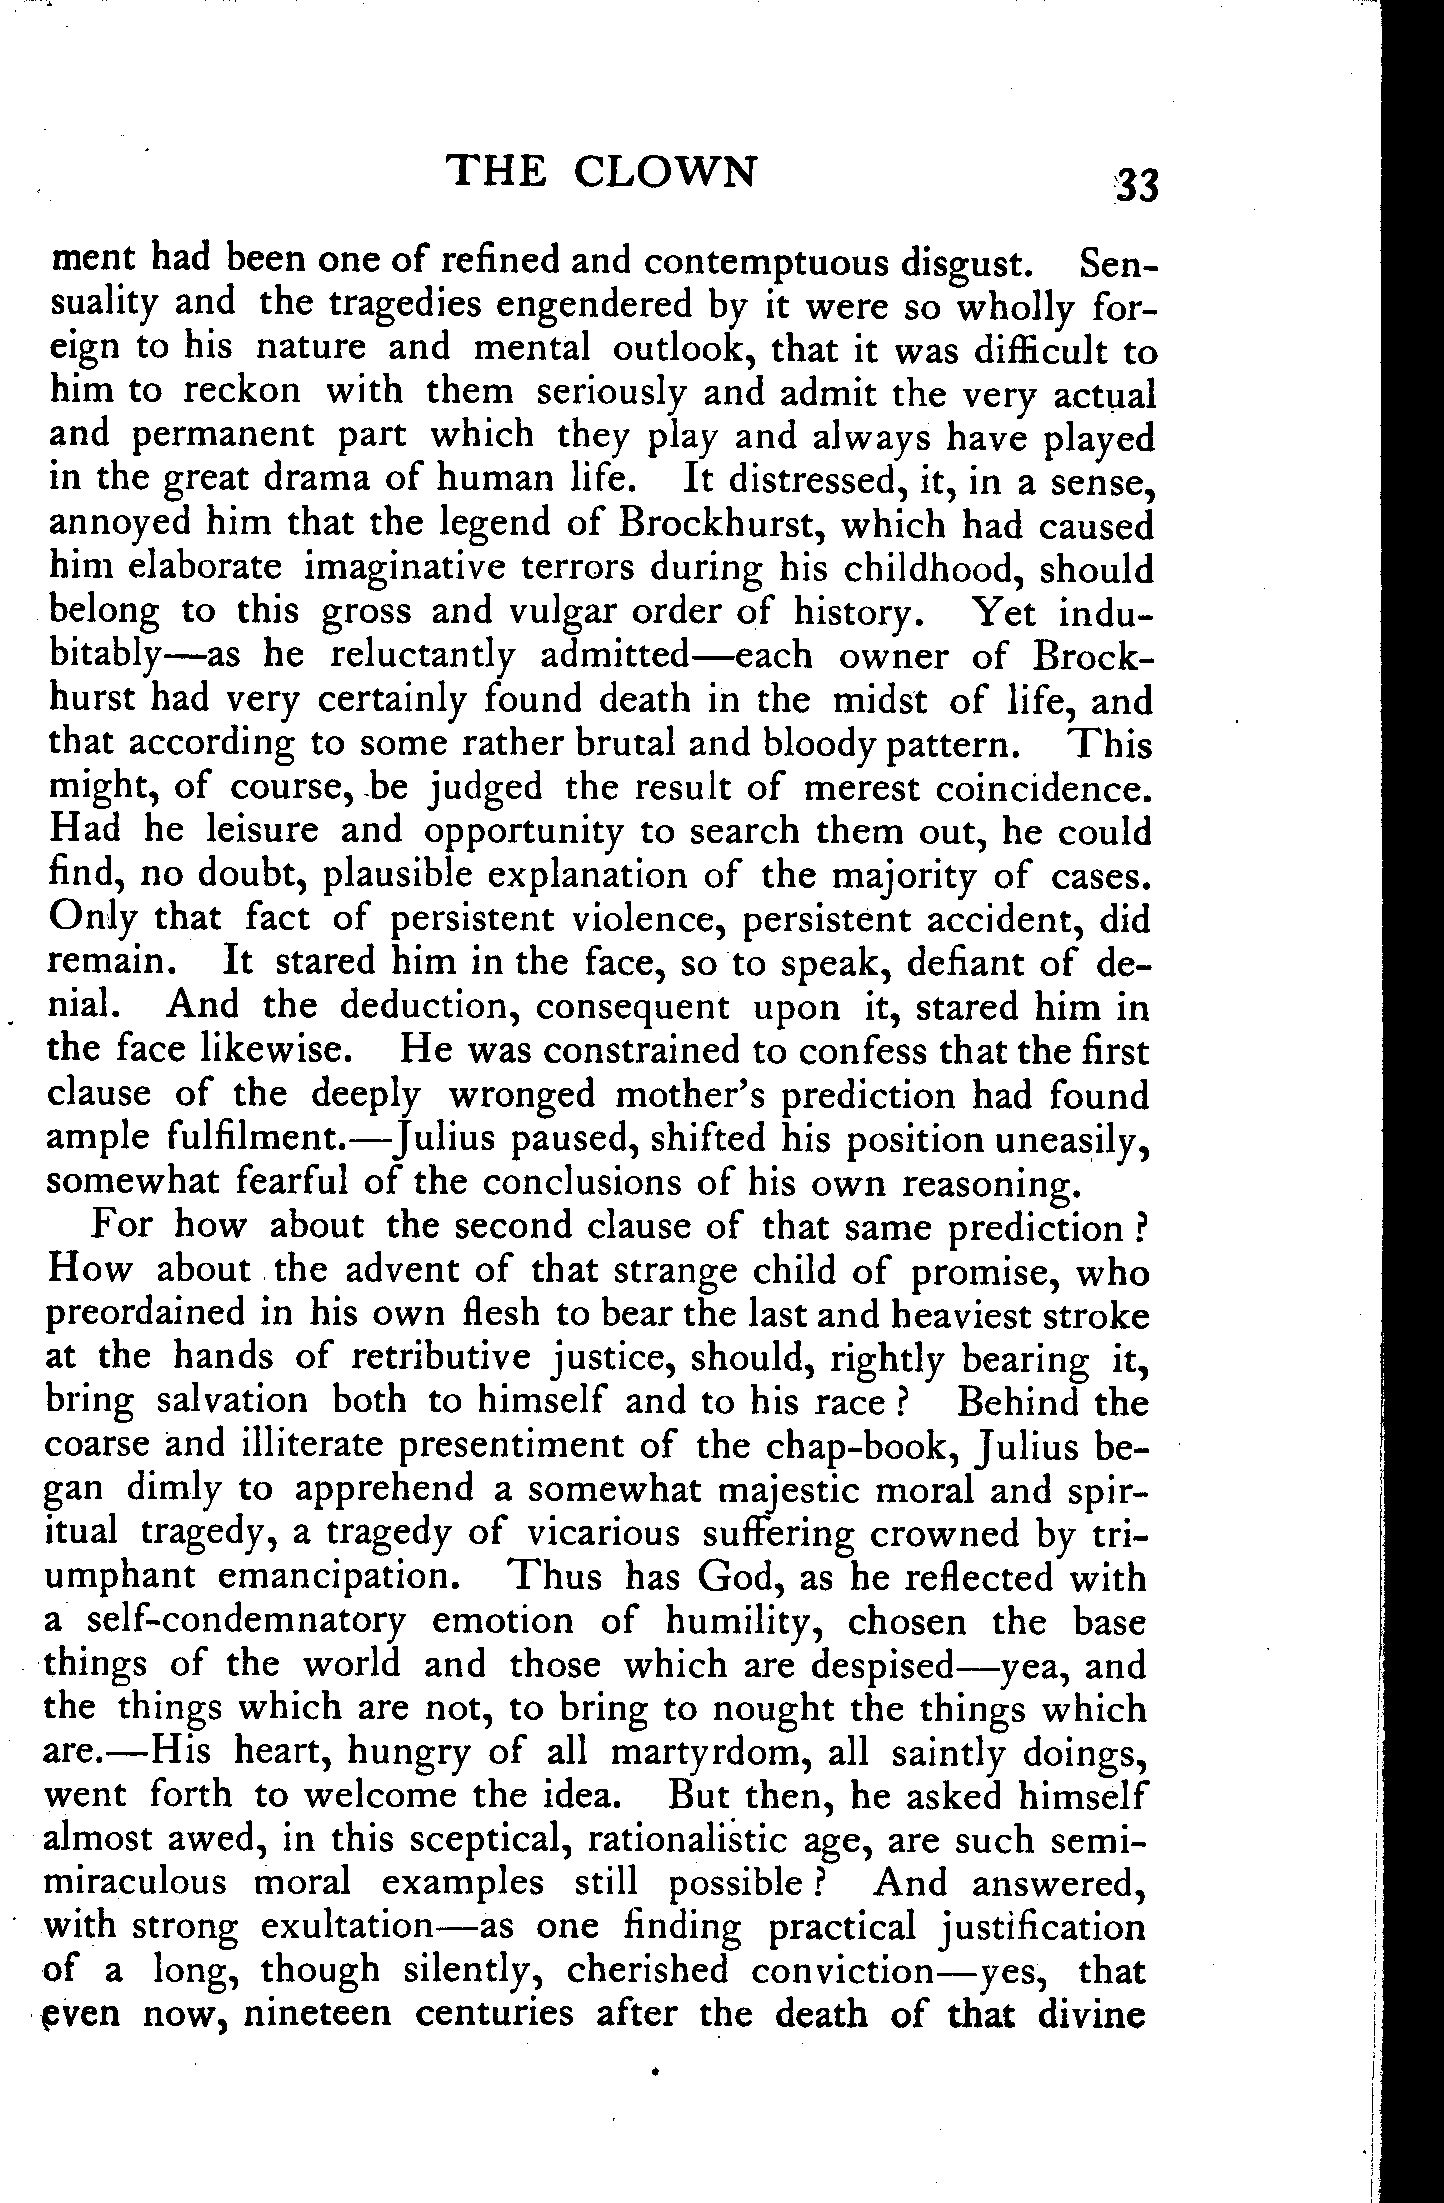 THE CLOWN 33
ment had been one of refined and contemptuous disgust. Sen-
suality and the tragedies engendered by it were so wholly for-
eign to his nature and mental outlook, that it was difficult to
him to reckon with them seriously and admit the very actual
and permanent part which they play and always have played
in the great drama of human life. It distressed, it, in a sense,
annoyed him that the legend of Brockhurst, which had caused
him elaborate imaginative terrors during his childhood, should
belong to this gross and vulgar order of history. Yet indu-
bitably—as he reluctantly admitted—each owner of Brock-
hurst had very certainly found death in the midst of life, and
that according to some rather brutal and bloody pattern. This
might, of course, be judged the result of merest coincidence.
Had he leisure and opportunity to search them out, he could
find, no doubt, plausible explanation of the majority of cases.
Only that fact of persistent violence, persistent accident, did
remain. It stared him in the face, so to speak, defiant of de-
nial. And the deduction, consequent upon it, stared him in
the face likewise. He was constrained to confess that the first
clause of the deeply wronged mother's prediction had found
ample fulfilment.—Julius paused, shifted his position uneasily,
somewhat fearful of the conclusions of his own reasoning.
For how about the second clause of that same prediction?
How about the advent of that strange child of promise, who
preordained in his own flesh to bear the last and heaviest stroke
at the hands of retributive justice, should, rightly bearing it,
bring salvation both to himself and to his race? Behind the
coarse and illiterate presentiment of the chap-book, Julius be-
gan dimly to apprehend a somewhat majestic moral and spir-
itual tragedy, a tragedy of vicarious suffering crowned by tri-
umphant emancipation. Thus has God, as he reflected with
a self-condemnatory emotion of humility, chosen the base
things of the world and those which are despised—yea, and
the things which are not, to bring to nought the things which
are.—His heart, hungry of all martyrdom, all saintly doings,
went forth to welcome the idea. But then, he asked himself
almost awed, in this sceptical, rationalistic age, are such semi-
miraculous moral examples still possible? And answered,
with strong exultation—as one finding practical justification
of a long, though silently, cherished conviction—yes, that
even now, nineteen centuries after the death of that divine